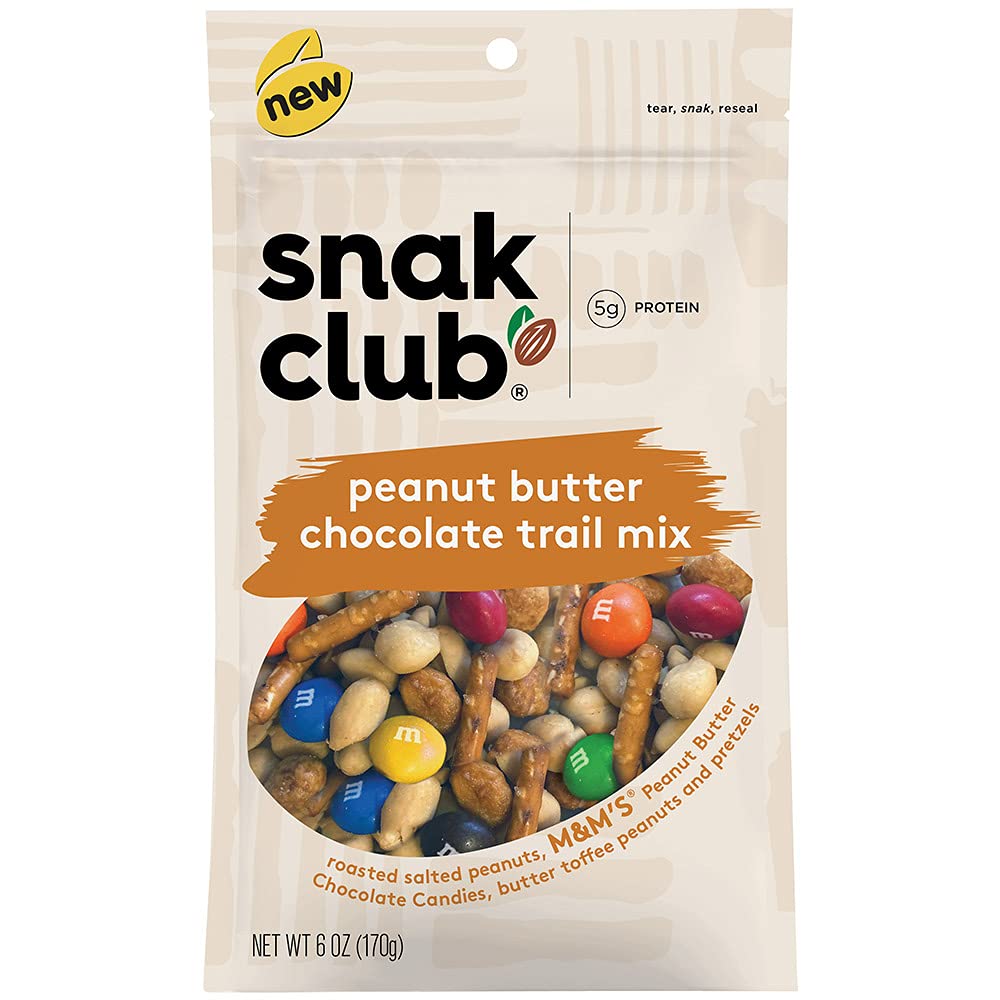 new
tear, snak, reseal
snak
club®
5g PROTEIN
peanut butter
chocolate trail mix
m
m
m
m
m
roasted salted peanuts, M&M'S® Peanut Butter
Chocolate Candies, butter toffee peanuts and pretzels
NET WT 6 OZ (170g)